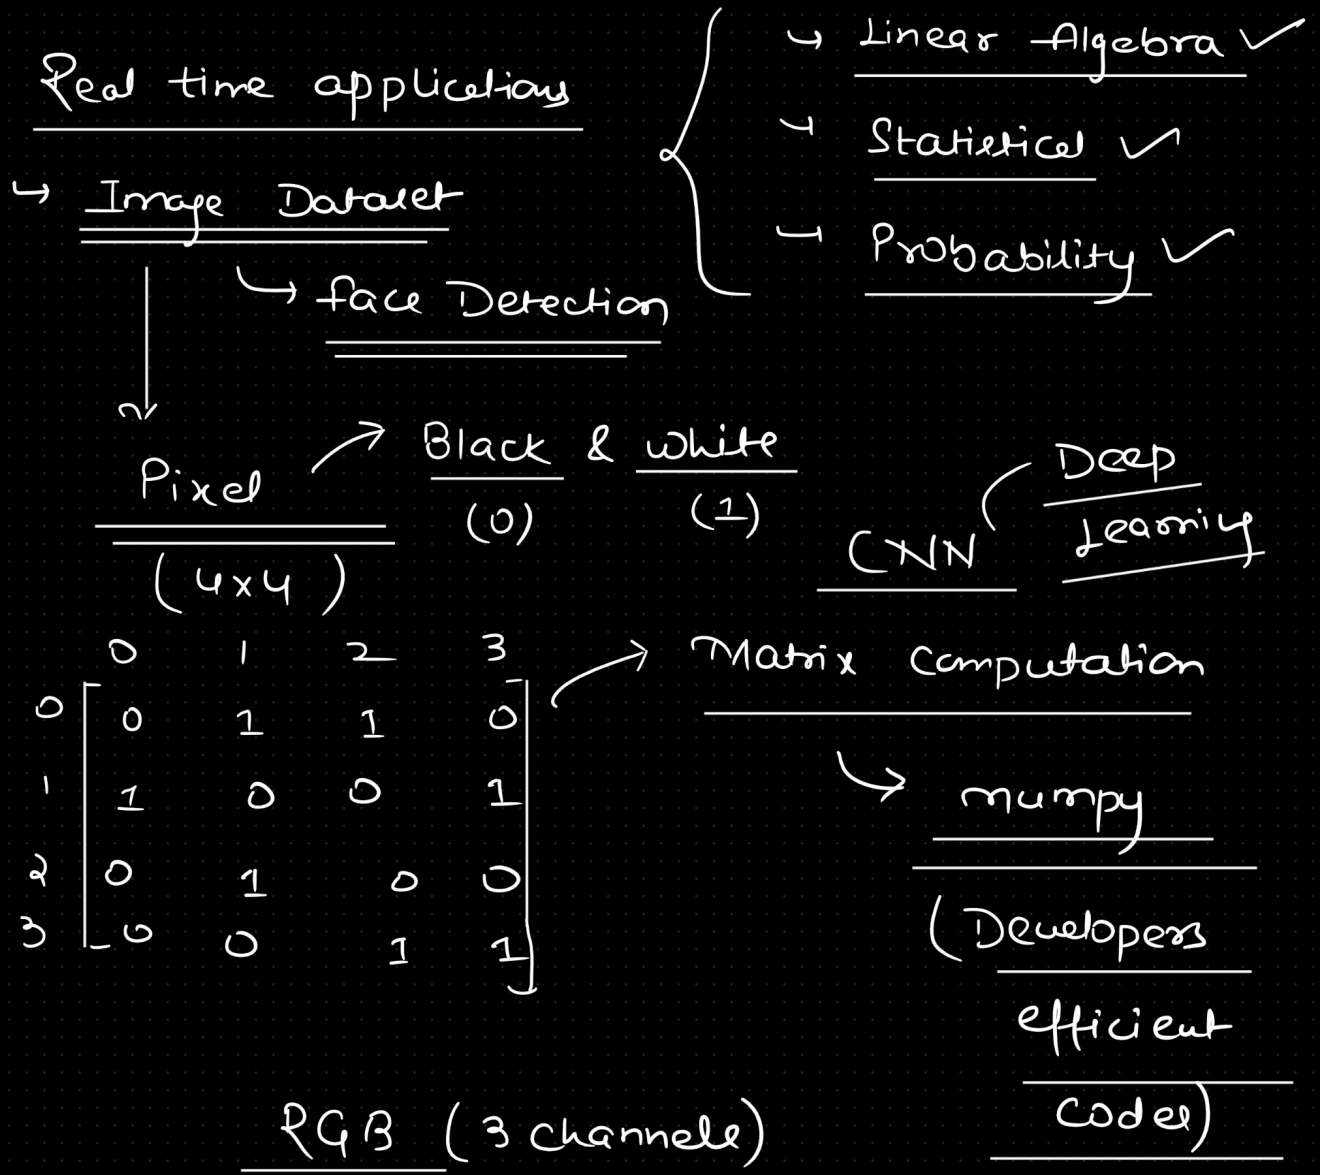 Real time applications
↳ Image Dataset
↳ face Detection
↳ Linear Algebra ✓
↳ Statistical ✓
↳ Probability ✓
Pixel
(4x4)
Black & white
(0) (1)
CNN
Deep
Learning
0 1 2 3
0 0 1 1 0
1 1 0 0 1
2 0 1 0 0
3 0 0 1 1
Matrix Computation
numpy
(Developers
efficient
codes)
RGB (3 channels)